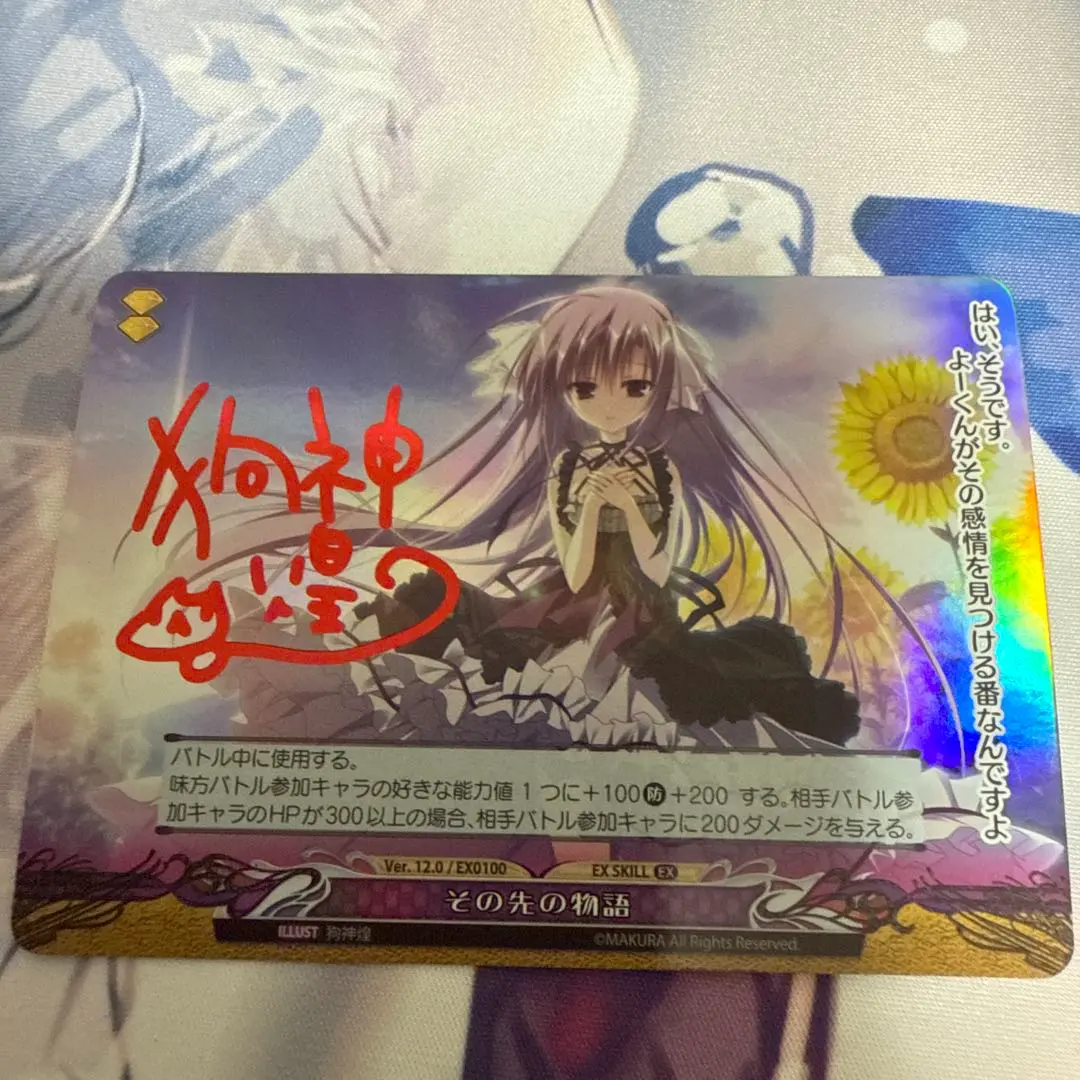 はい、そうです。
よーくんがその感情を見つける番なんですよ
狗神
煌
バトル中に使用する。
味方バトル参加キャラの好きな能力値 1 つに+100防+200 する。相手バトル参
加キャラのHPが300以上の場合、相手バトル参加キャラに200ダメージを与える。
Ver. 12.0 / EX0100 EX SKILL EX
その先の物語
ILLUST 狗神煌 ©MAKURA All Rights Reserved.